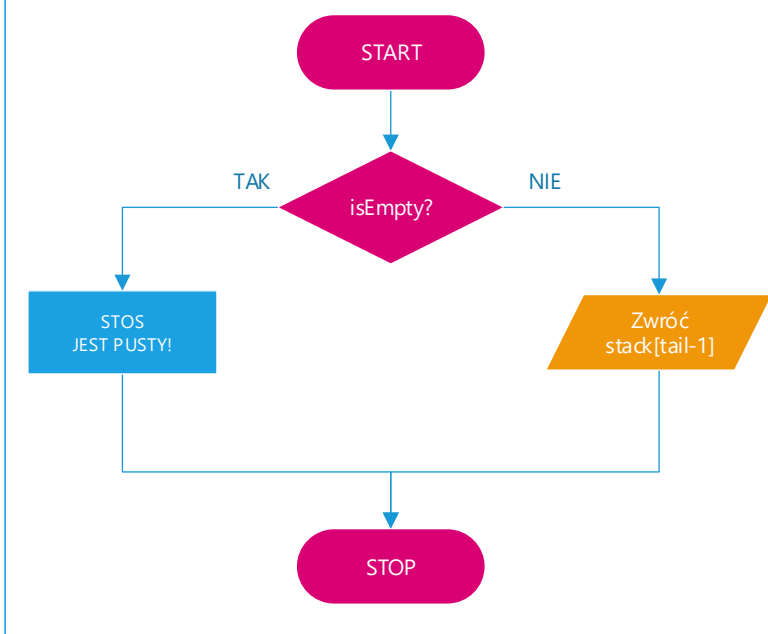 START
TAK
NIE
isEmpty?
STOS
JEST PUSTY!
Zwróć
stack[tail-1]
STOP